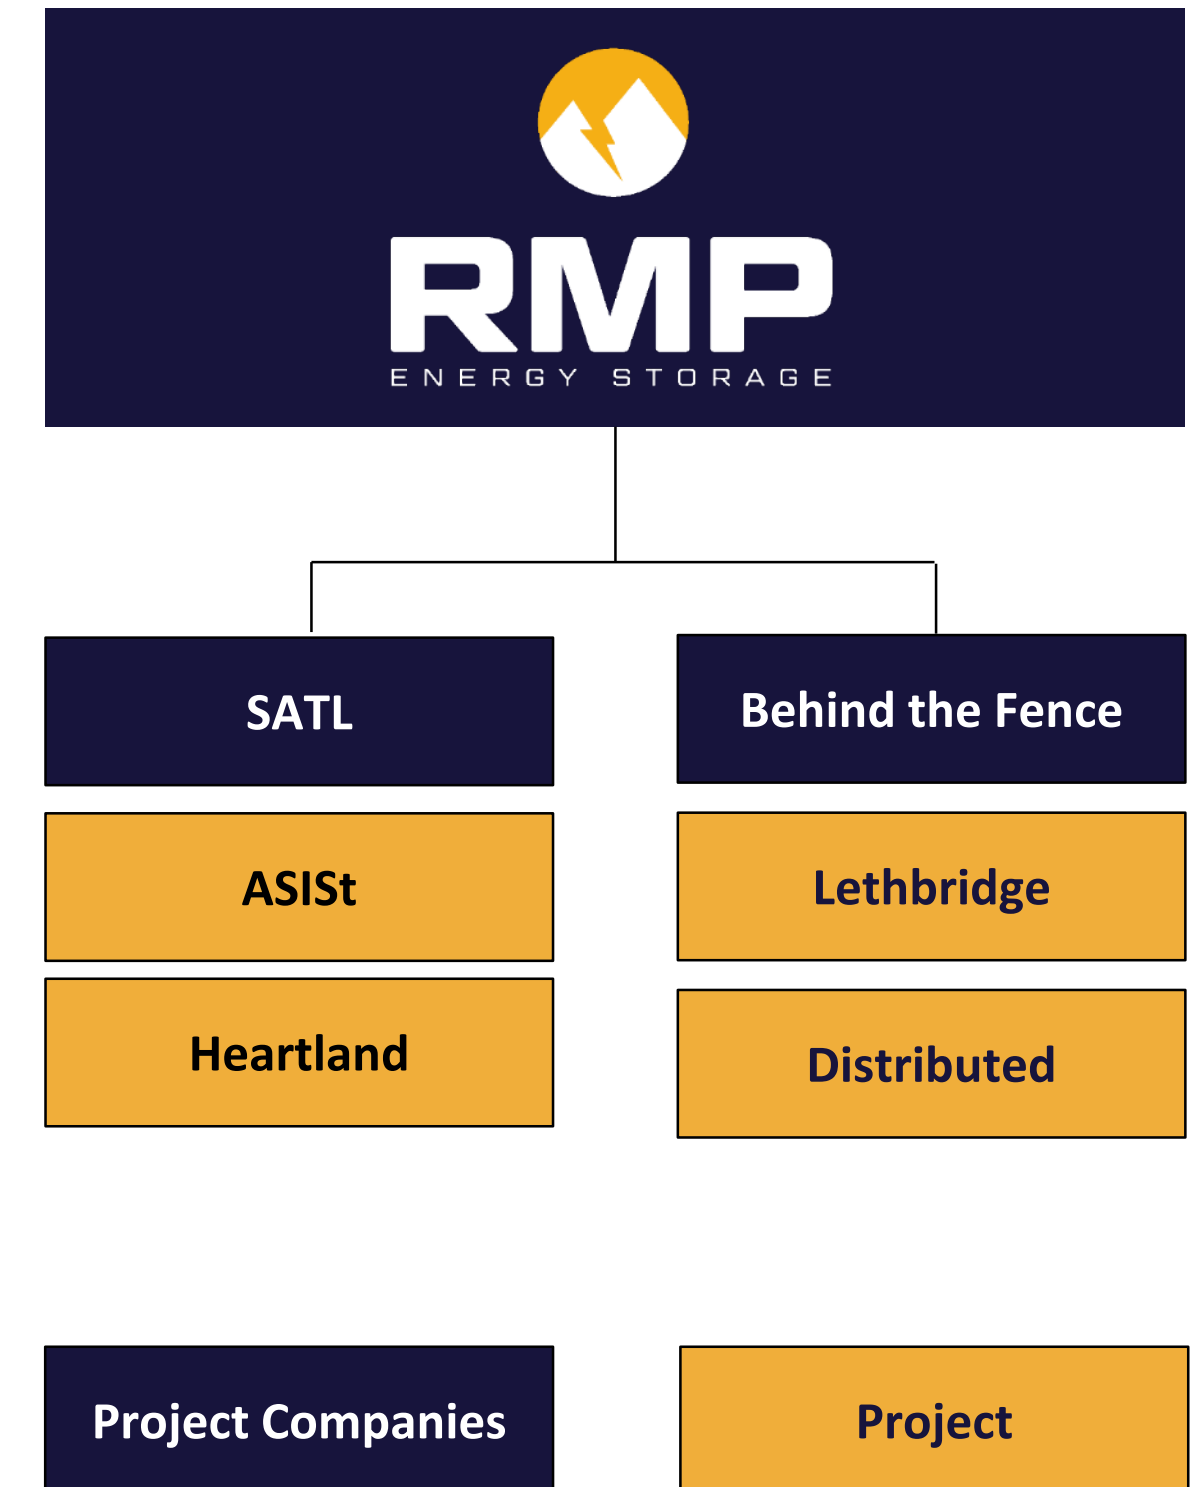 RMP
ENERGY STORAGE
SATL
Behind the Fence
ASISt
Lethbridge
Heartland
Distributed
Project Companies
Project